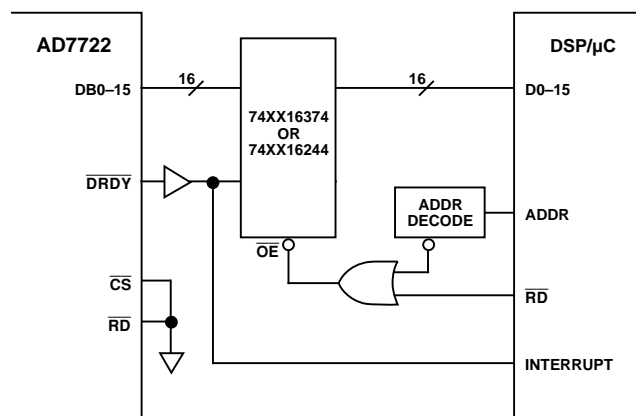 AD7722
DSP/µC
DB0–15
16
74XX16374
OR
74XX16244
16
D0–15
DRDY
ADDR
DECODE
ADDR
OE
CS
RD
RD
INTERRUPT